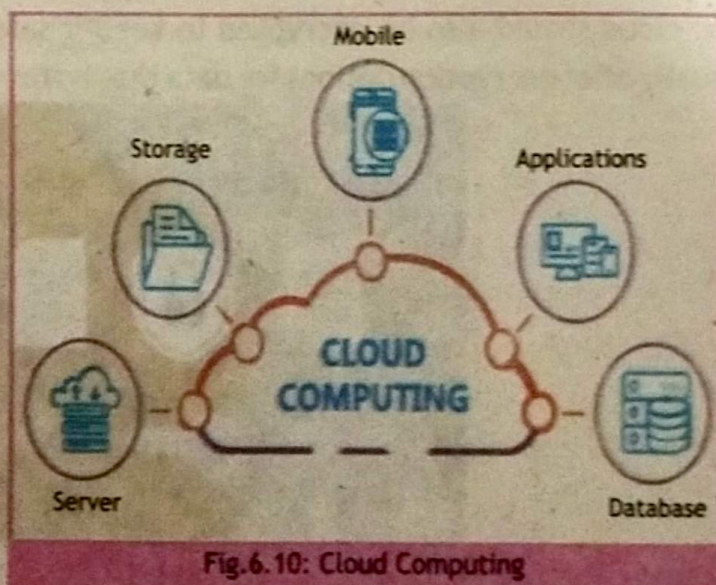 Mobile
Storage
Applications
CLOUD
COMPUTING
Server
Database
Fig.6.10: Cloud Computing